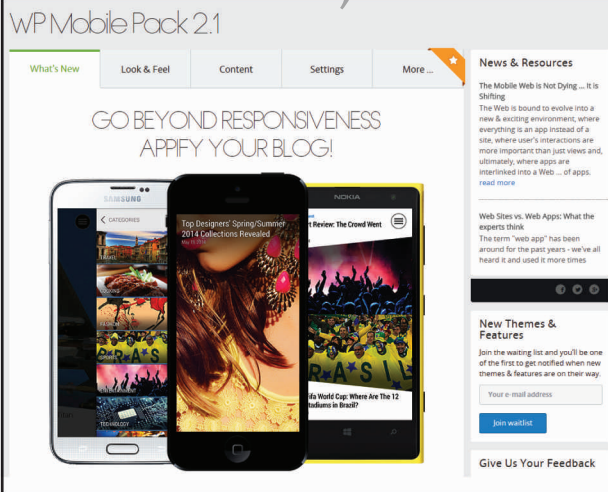 WP Mobile Pack 2.1
What's New
Look & Feel
Content
Settings
More ...
GO BEYOND RESPONSIVENESS
APPIFY YOUR BLOG!
SAMSUNG
CATEGORIES
TRAVEL
COOKING
FASHION
SPORTS
ENTERTAINMENT
TECHNOLOGY
Top Designers' Spring/Summer
2014 Collections Revealed
NOKIA
rt Review: The Crowd Went
BRASIL
ifa World Cup: Where Are The 12
tadiums in Brazil?
News & Resources
The Mobile Web is Not Dying ... It is
Shifting
The Web is bound to evolve into a
new & exciting environment, where
everything is an app instead of a
site, where user's interactions are
more important than just views and,
ultimately, where apps are
interlinked into a Web ... of apps.
read more
Web Sites vs. Web Apps: What the
experts think
The term "web app" has been
around for the past years - we've all
heard it and used it more times
New Themes &
Features
Join the waiting list and you'll be one
of the first to get notified when new
themes & features are on their way.
Your e-mail address
Join waitlist
Give Us Your Feedback